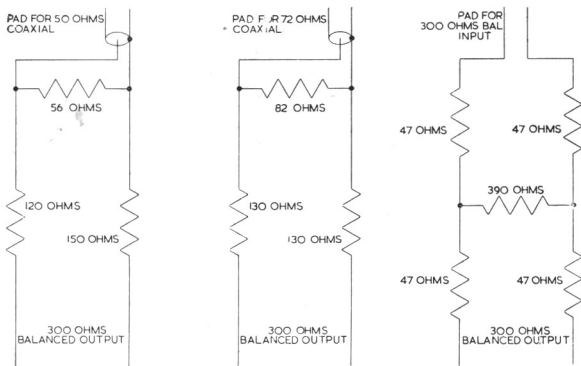 PAD FOR 50 OHMS
COAXIAL
56 OHMS
120 OHMS
150 OHMS
300 OHMS
BALANCED OUTPUT
PAD FOR 72 OHMS
COAXIAL
82 OHMS
130 OHMS
130 OHMS
300 OHMS
BALANCED OUTPUT
PAD FOR
300 OHMS BAL
INPUT
47 OHMS
47 OHMS
390 OHMS
47 OHMS
47 OHMS
300 OHMS
BALANCED OUTPUT